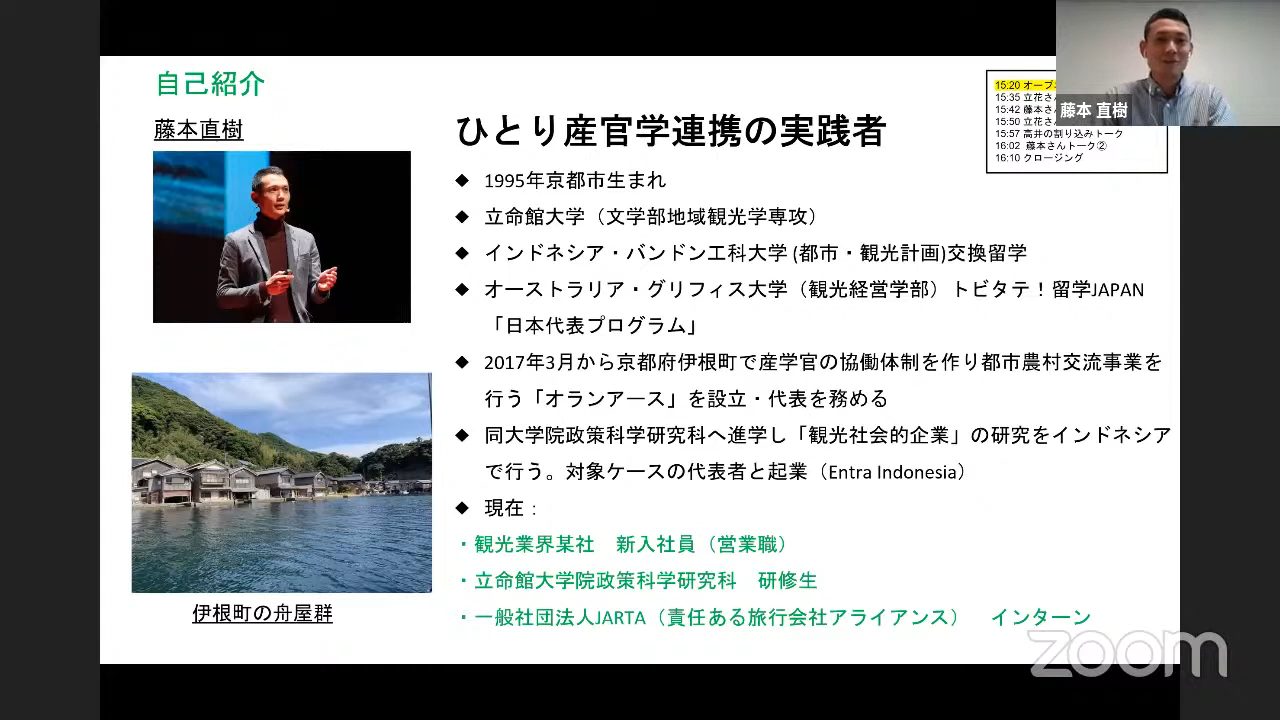 自己紹介
藤本直樹
ひとり産官学連携の実践者
◆ 1995年京都市生まれ
◆ 立命館大学（文学部地域観光学専攻）
◆ インドネシア・バンドン工科大学 (都市・観光計画)交換留学
◆ オーストラリア・グリフィス大学（観光経営学部）トビタテ！留学JAPAN
「日本代表プログラム」
◆ 2017年3月から京都府伊根町で産学官の協働体制を作り都市農村交流事業を
行う「オランアース」を設立・代表を務める
◆ 同大学院政策科学研究科へ進学し「観光社会的企業」の研究をインドネシア
で行う。対象ケースの代表者と起業（Entra Indonesia）
◆ 現在：
・観光業界某社　新入社員（営業職）
・立命館大学院政策科学研究科　研修生
・一般社団法人JARTA（責任ある旅行会社アライアンス）　インターン
伊根町の舟屋群
15:20 オープ
15:35 立花さ
15:42 藤本さ
15:50 立花さ
15:57 高井の割り込みトーク
16:02 藤本さんトーク②
16:10 クロージング
藤本 直樹
zoom